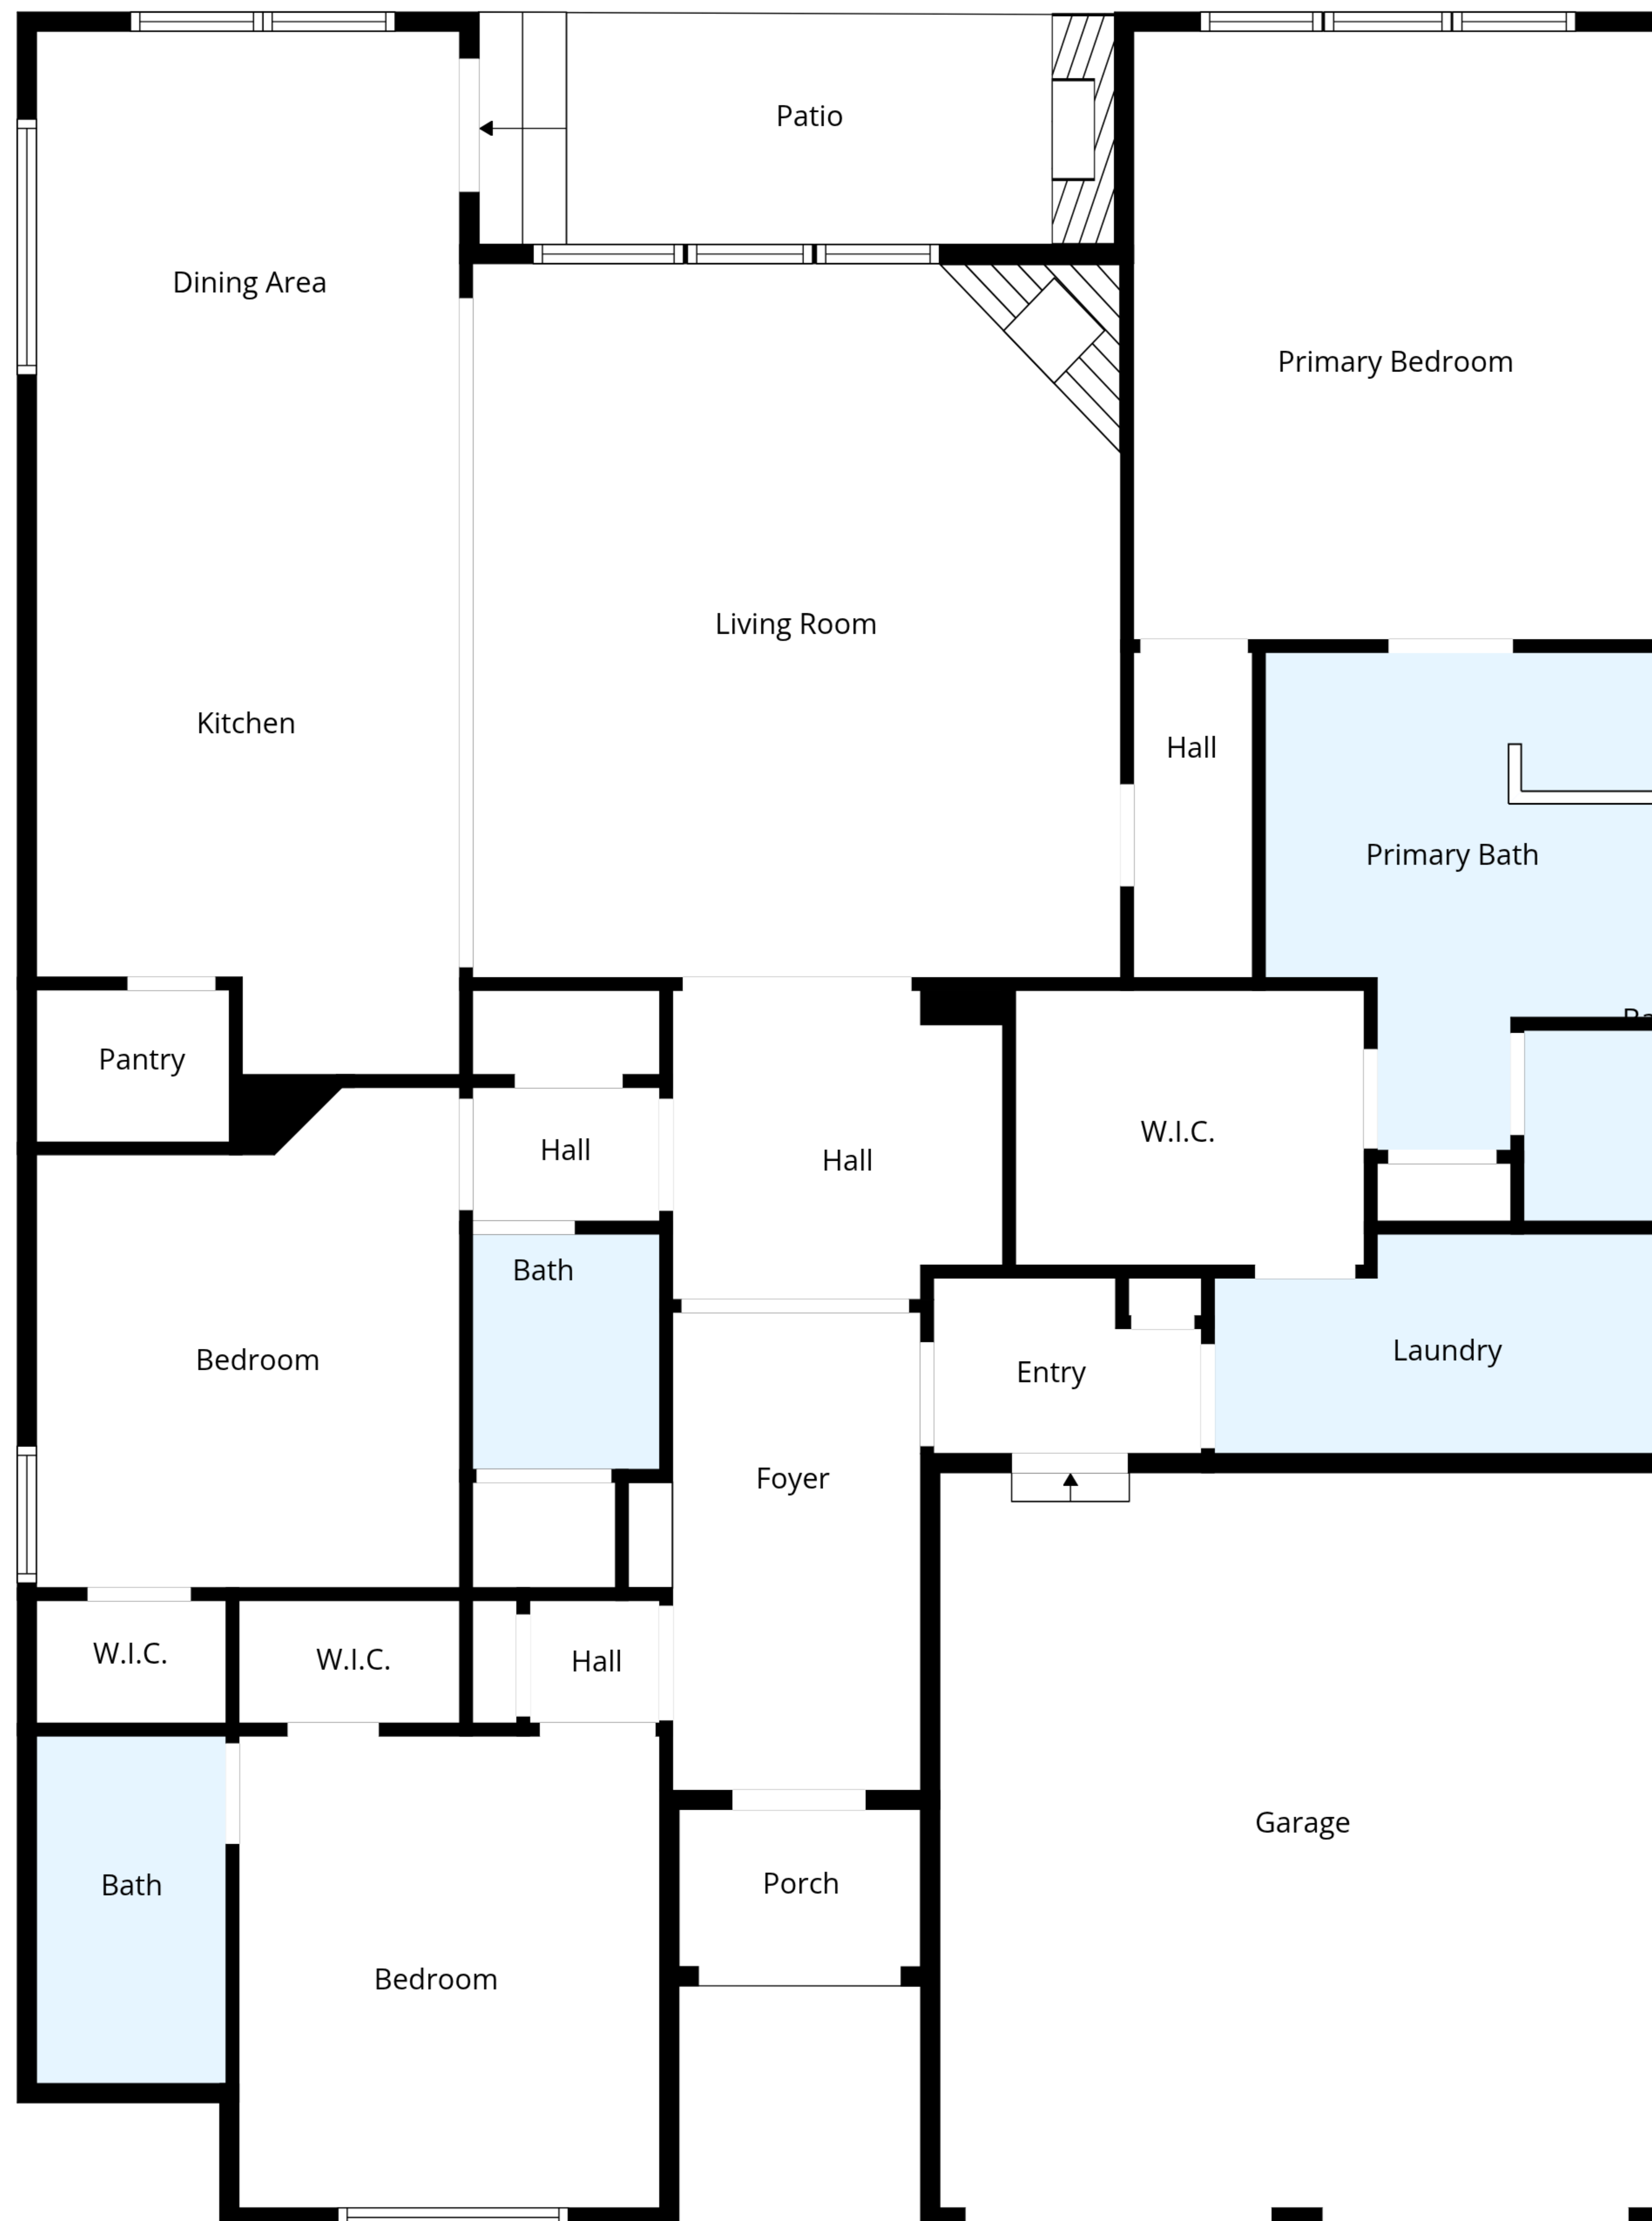 Patio
Dining Area
Primary Bedroom
Living Room
Kitchen
Hall
Primary Bath
Pantry
Hall
Hall
W.I.C.
Bath
Bedroom
Entry
Laundry
Foyer
W.I.C.
W.I.C.
Hall
Garage
Bath
Porch
Bedroom